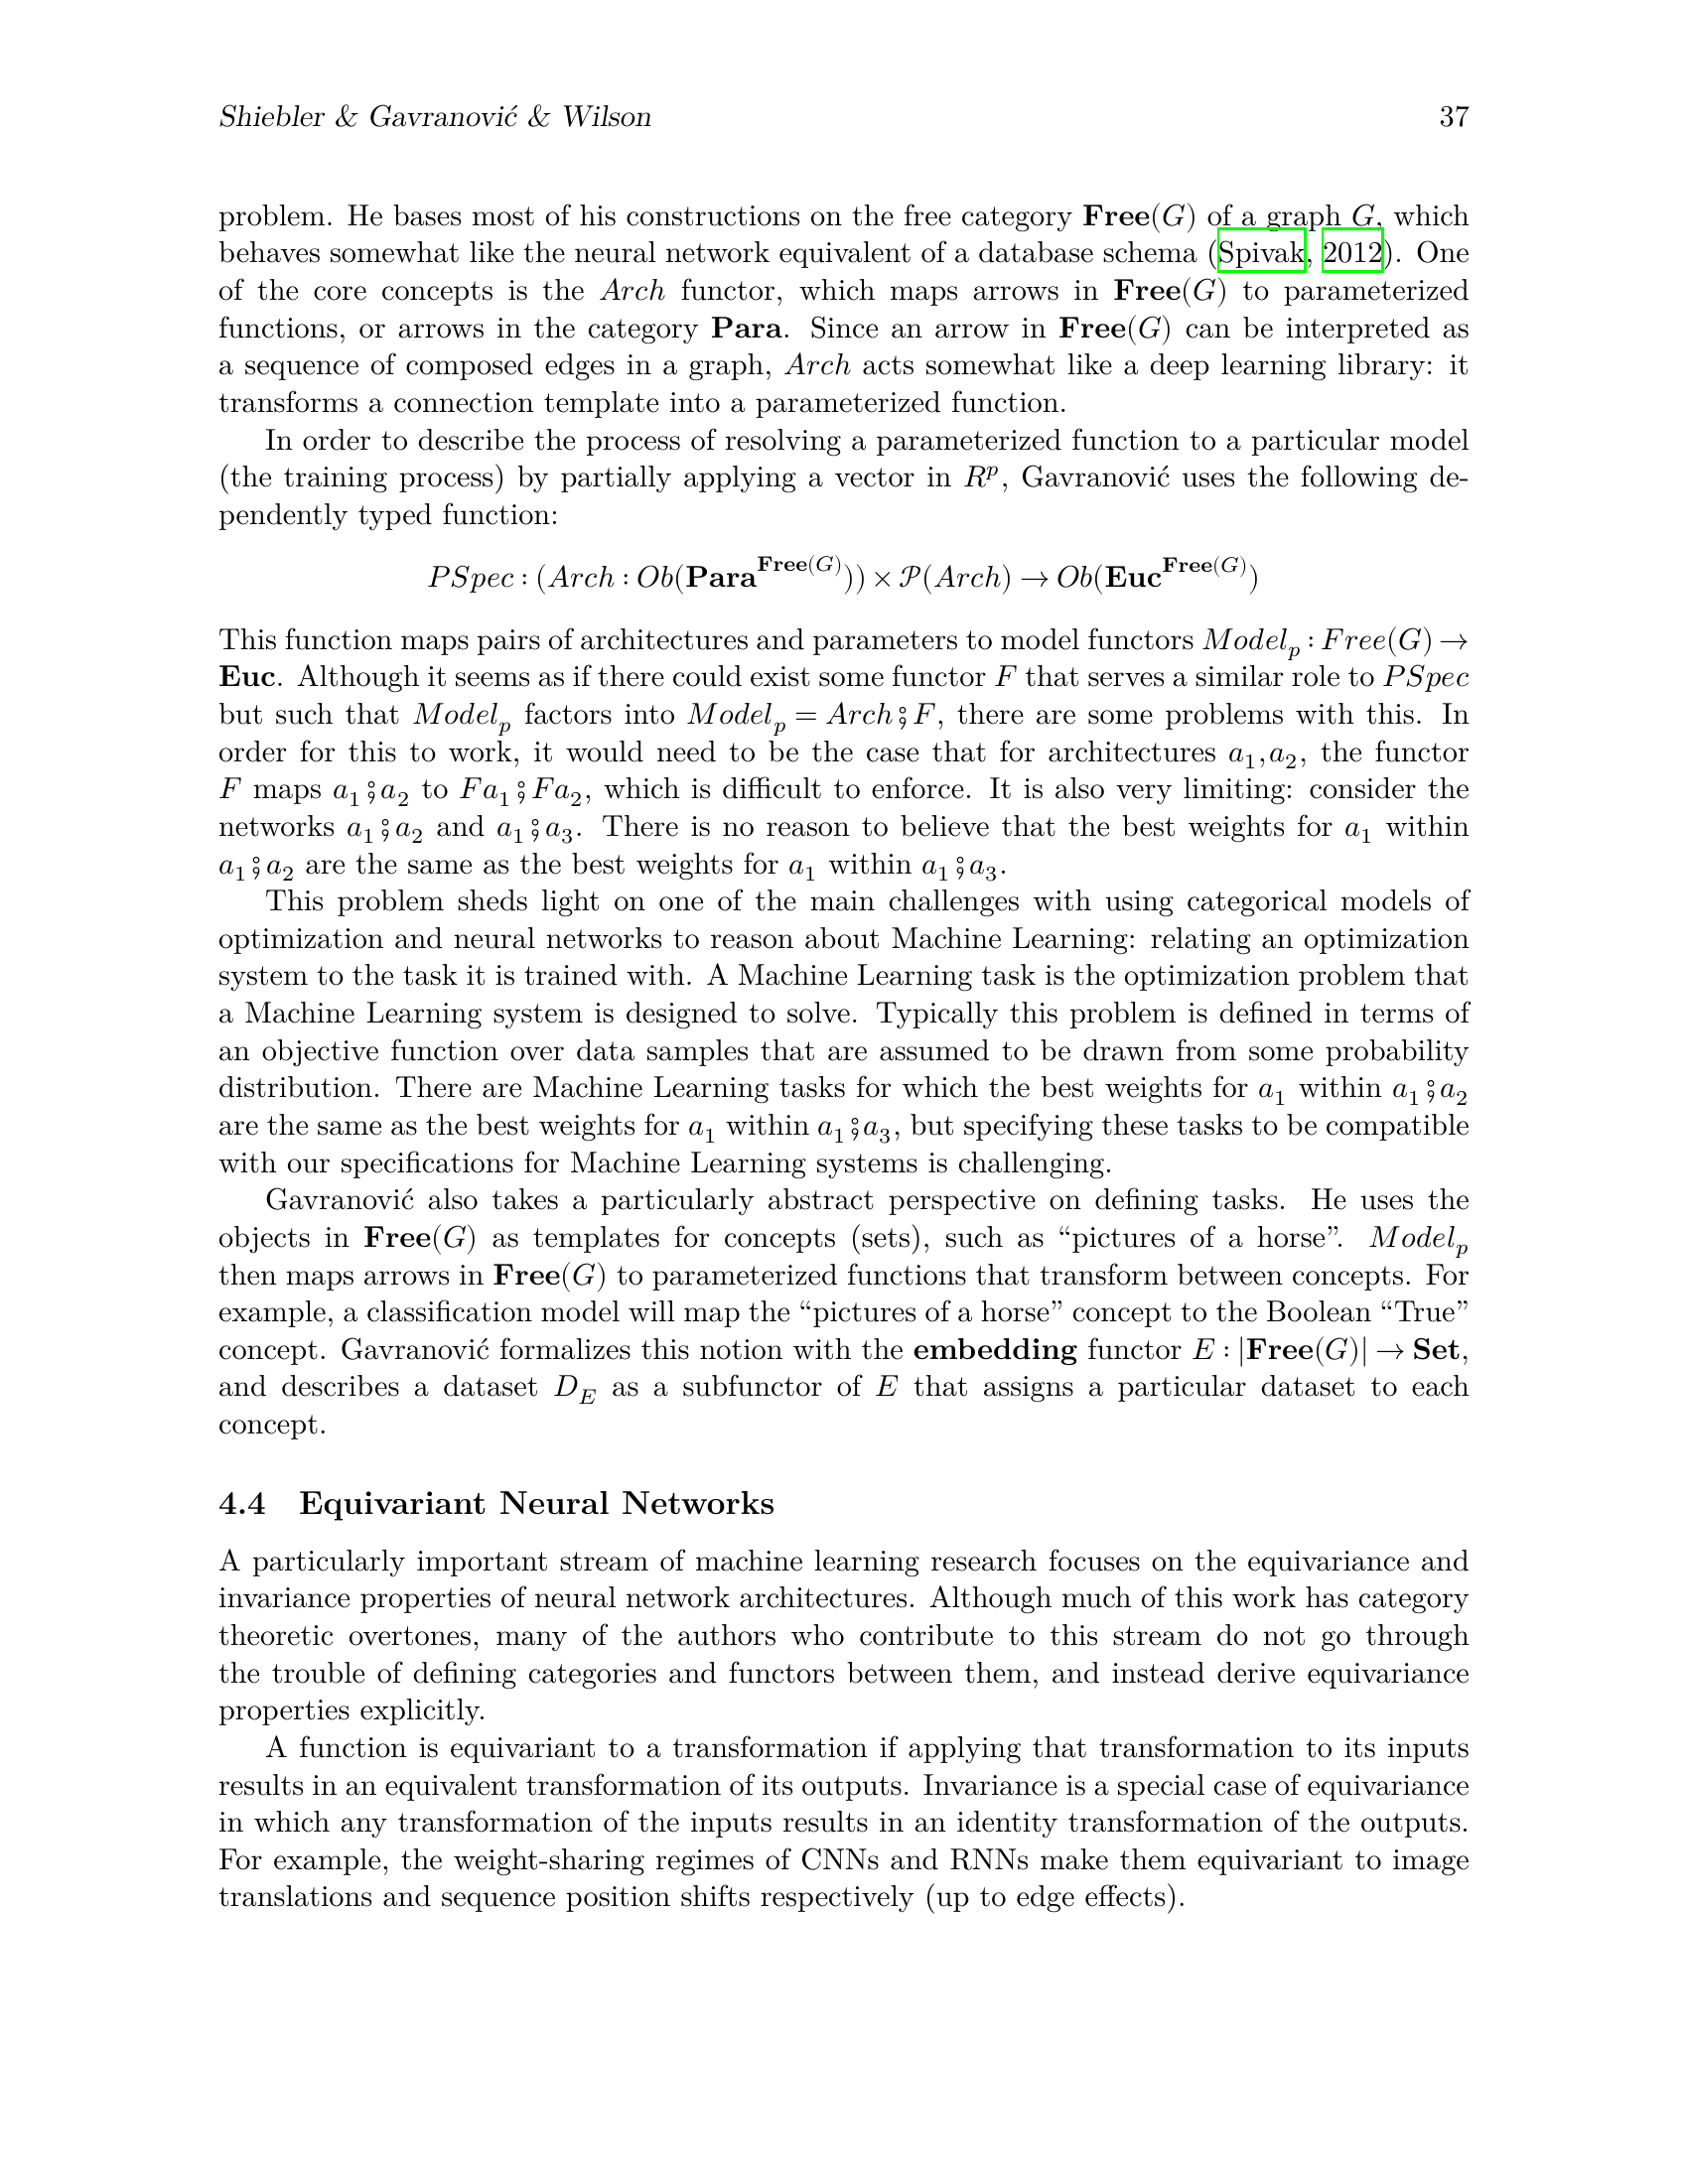 Shiebler & Gavranović & Wilson 37
problem. He bases most of his constructions on the free category Free(G) of a graph G, which
behaves somewhat like the neural network equivalent of a database schema (Spivak, 2012). One
of the core concepts is the Arch functor, which maps arrows in Free(G) to parameterized
functions, or arrows in the category Para. Since an arrow in Free(G) can be interpreted as
a sequence of composed edges in a graph, Arch acts somewhat like a deep learning library: it
transforms a connection template into a parameterized function.
In order to describe the process of resolving a parameterized function to a particular model
(the training process) by partially applying a vector in R^p, Gavranović uses the following de-
pendently typed function:
PSpec : (Arch : Ob(Para^Free(G))) × 𝒫(Arch) → Ob(Euc^Free(G))
This function maps pairs of architectures and parameters to model functors Model_p : Free(G) →
Euc. Although it seems as if there could exist some functor F that serves a similar role to PSpec
but such that Model_p factors into Model_p = Arch ⨾ F, there are some problems with this. In
order for this to work, it would need to be the case that for architectures a_1, a_2, the functor
F maps a_1 ⨾ a_2 to Fa_1 ⨾ Fa_2, which is difficult to enforce. It is also very limiting: consider the
networks a_1 ⨾ a_2 and a_1 ⨾ a_3. There is no reason to believe that the best weights for a_1 within
a_1 ⨾ a_2 are the same as the best weights for a_1 within a_1 ⨾ a_3.
This problem sheds light on one of the main challenges with using categorical models of
optimization and neural networks to reason about Machine Learning: relating an optimization
system to the task it is trained with. A Machine Learning task is the optimization problem that
a Machine Learning system is designed to solve. Typically this problem is defined in terms of
an objective function over data samples that are assumed to be drawn from some probability
distribution. There are Machine Learning tasks for which the best weights for a_1 within a_1 ⨾ a_2
are the same as the best weights for a_1 within a_1 ⨾ a_3, but specifying these tasks to be compatible
with our specifications for Machine Learning systems is challenging.
Gavranović also takes a particularly abstract perspective on defining tasks. He uses the
objects in Free(G) as templates for concepts (sets), such as “pictures of a horse”. Model_p
then maps arrows in Free(G) to parameterized functions that transform between concepts. For
example, a classification model will map the “pictures of a horse” concept to the Boolean “True”
concept. Gavranović formalizes this notion with the embedding functor E : |Free(G)| → Set,
and describes a dataset D_E as a subfunctor of E that assigns a particular dataset to each
concept.
4.4 Equivariant Neural Networks
A particularly important stream of machine learning research focuses on the equivariance and
invariance properties of neural network architectures. Although much of this work has category
theoretic overtones, many of the authors who contribute to this stream do not go through
the trouble of defining categories and functors between them, and instead derive equivariance
properties explicitly.
A function is equivariant to a transformation if applying that transformation to its inputs
results in an equivalent transformation of its outputs. Invariance is a special case of equivariance
in which any transformation of the inputs results in an identity transformation of the outputs.
For example, the weight-sharing regimes of CNNs and RNNs make them equivariant to image
translations and sequence position shifts respectively (up to edge effects).